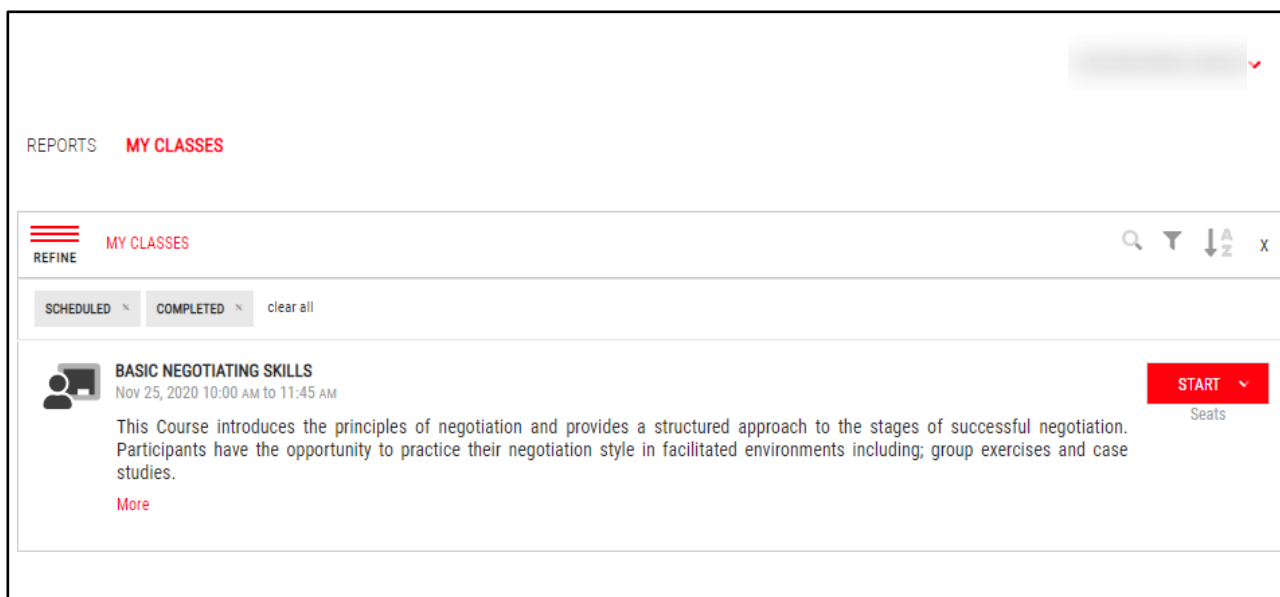 REPORTS MY CLASSES
REFINE MY CLASSES A Z X
SCHEDULED × COMPLETED × clear all
BASIC NEGOTIATING SKILLS
Nov 25, 2020 10:00 AM to 11:45 AM
START
Seats
This Course introduces the principles of negotiation and provides a structured approach to the stages of successful negotiation.
Participants have the opportunity to practice their negotiation style in facilitated environments including; group exercises and case
studies.
More